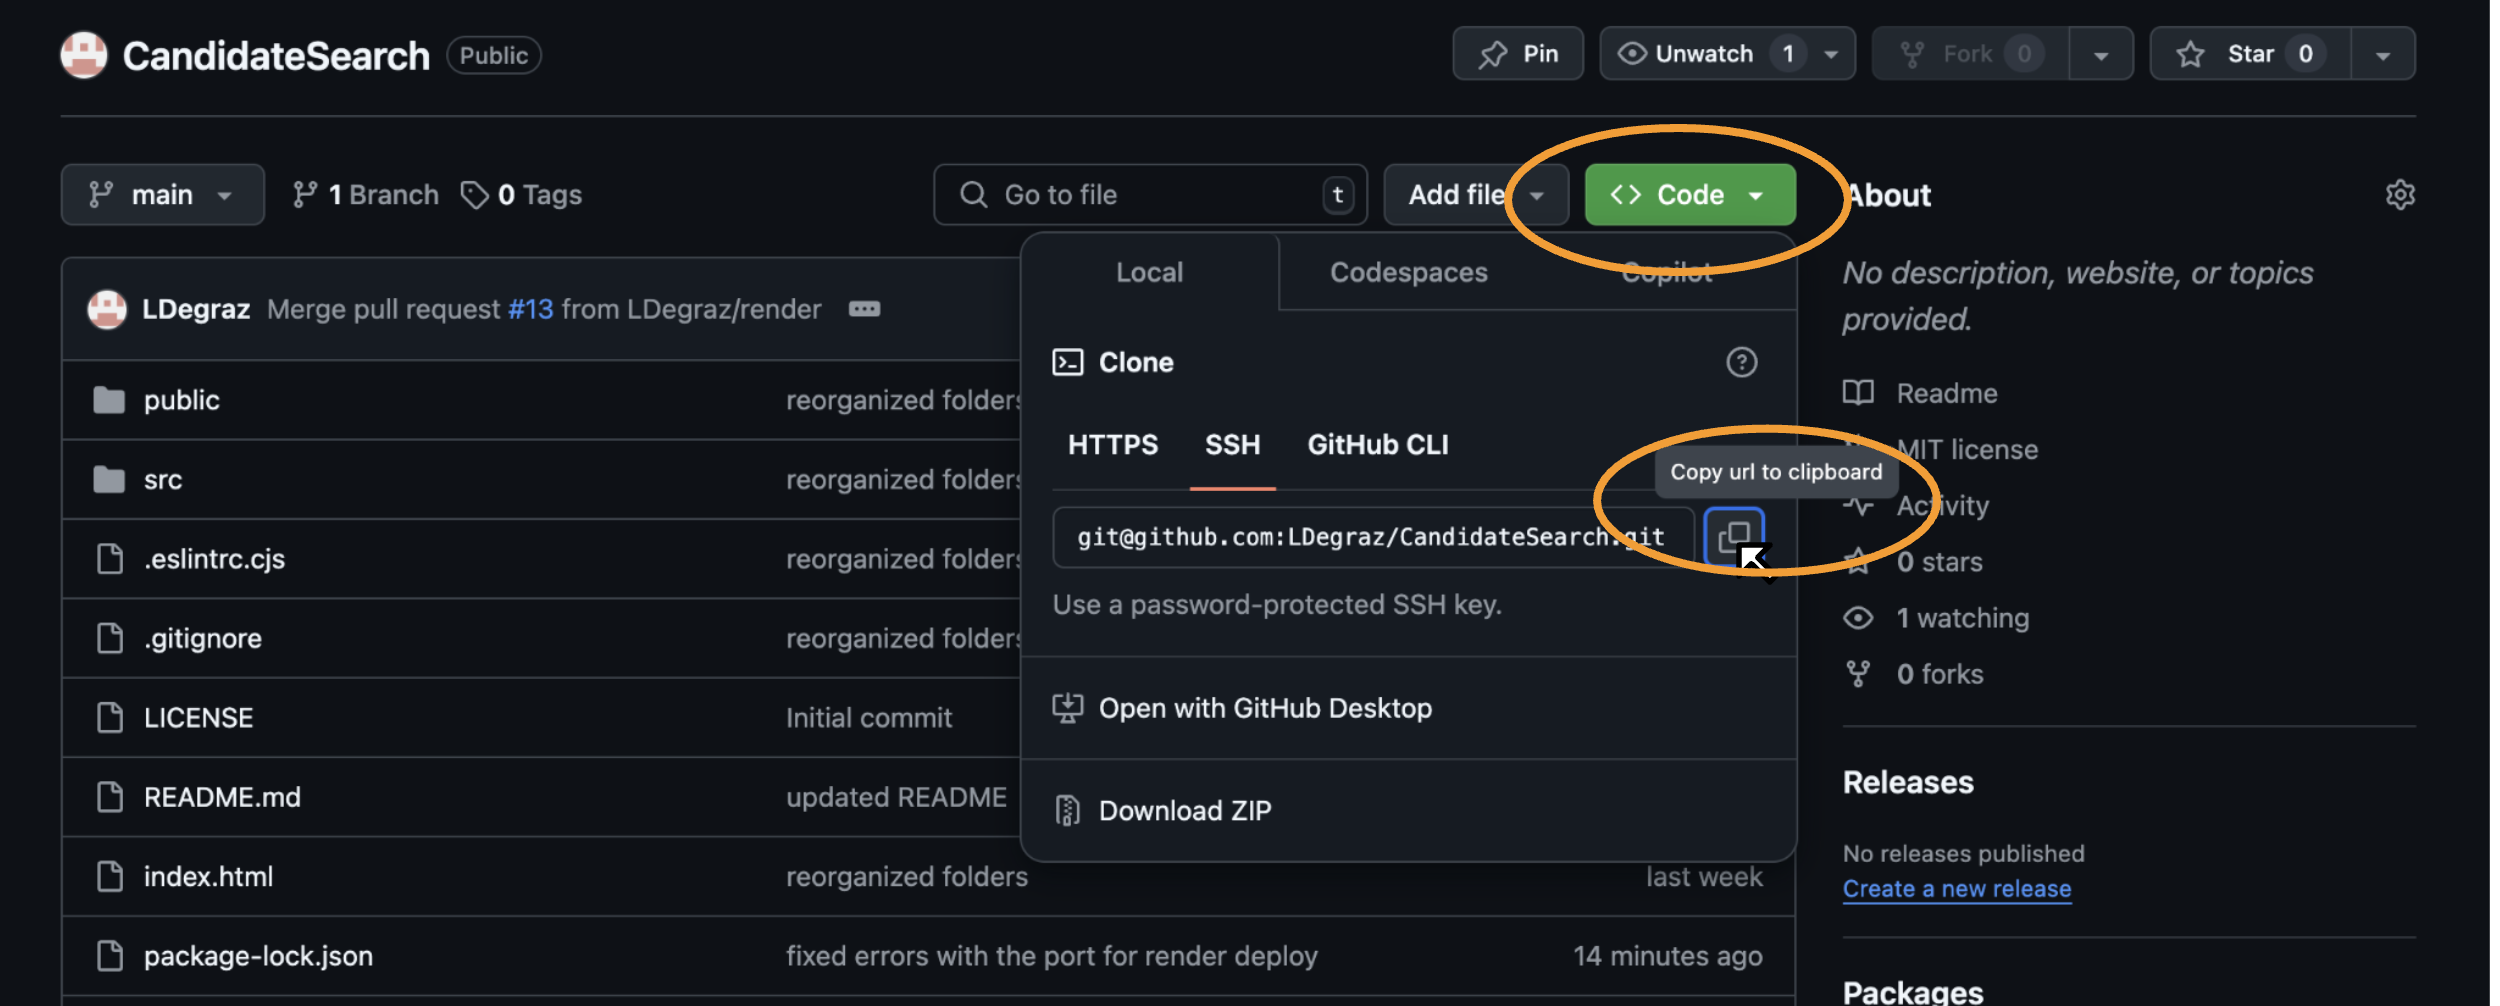 CandidateSearch Public
Pin
Unwatch 1
Fork 0
Star 0
main
1 Branch
0 Tags
Go to file t
Add file
Code
About
Local
Codespaces
Copilot
No description, website, or topics
provided.
LDegraz Merge pull request #13 from LDegraz/render
Clone
Readme
public
reorganized folders
HTTPS
SSH
GitHub CLI
Copy url to clipboard
MIT license
src
reorganized folders
Activity
git@github.com:LDegraz/CandidateSearch.git
.eslintrc.cjs
reorganized folders
0 stars
Use a password-protected SSH key.
1 watching
.gitignore
reorganized folders
0 forks
LICENSE
Initial commit
Open with GitHub Desktop
README.md
updated README
Download ZIP
Releases
No releases published
Create a new release
index.html
reorganized folders
last week
package-lock.json
fixed errors with the port for render deploy
14 minutes ago
Packages